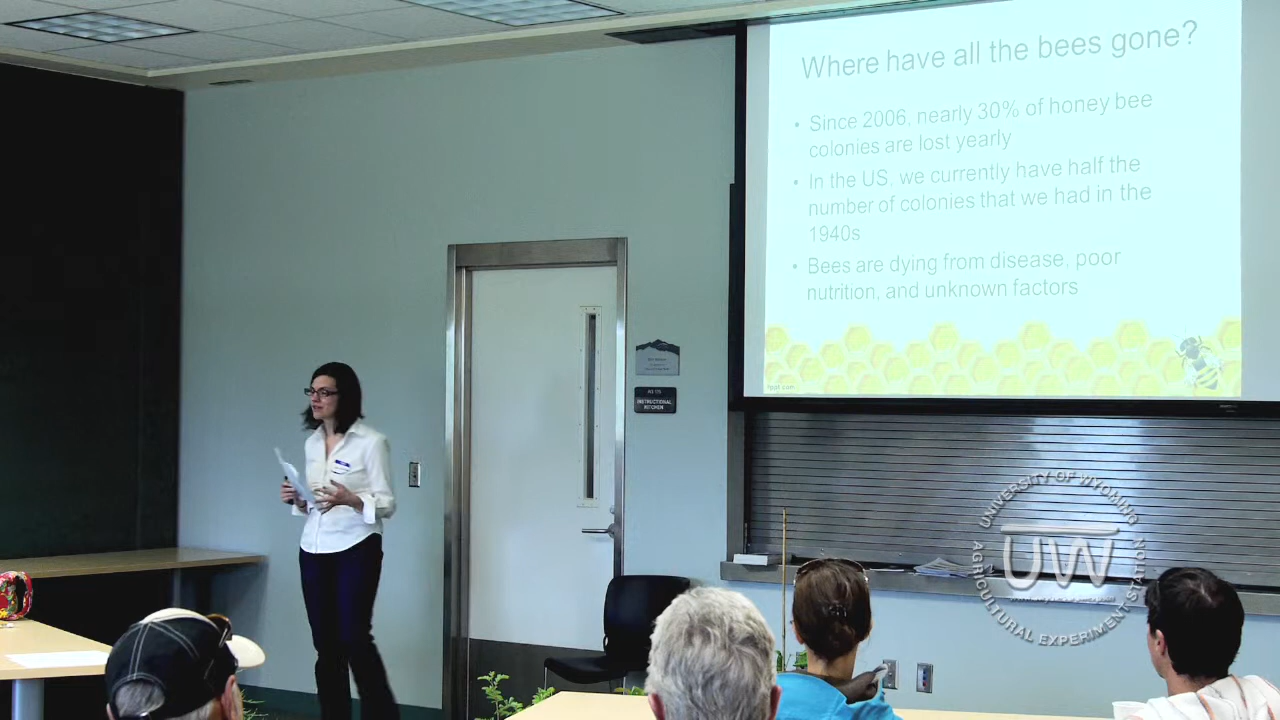 Where have all the bees gone?
• Since 2006, nearly 30% of honey bee
colonies are lost yearly
• In the US, we currently have half the
number of colonies that we had in the
1940s
• Bees are dying from disease, poor
nutrition, and unknown factors
fppt.com
INSTRUCTIONAL
KITCHEN
UNIVERSITY OF WYOMING
UW
AGRICULTURAL EXPERIMENT STATION